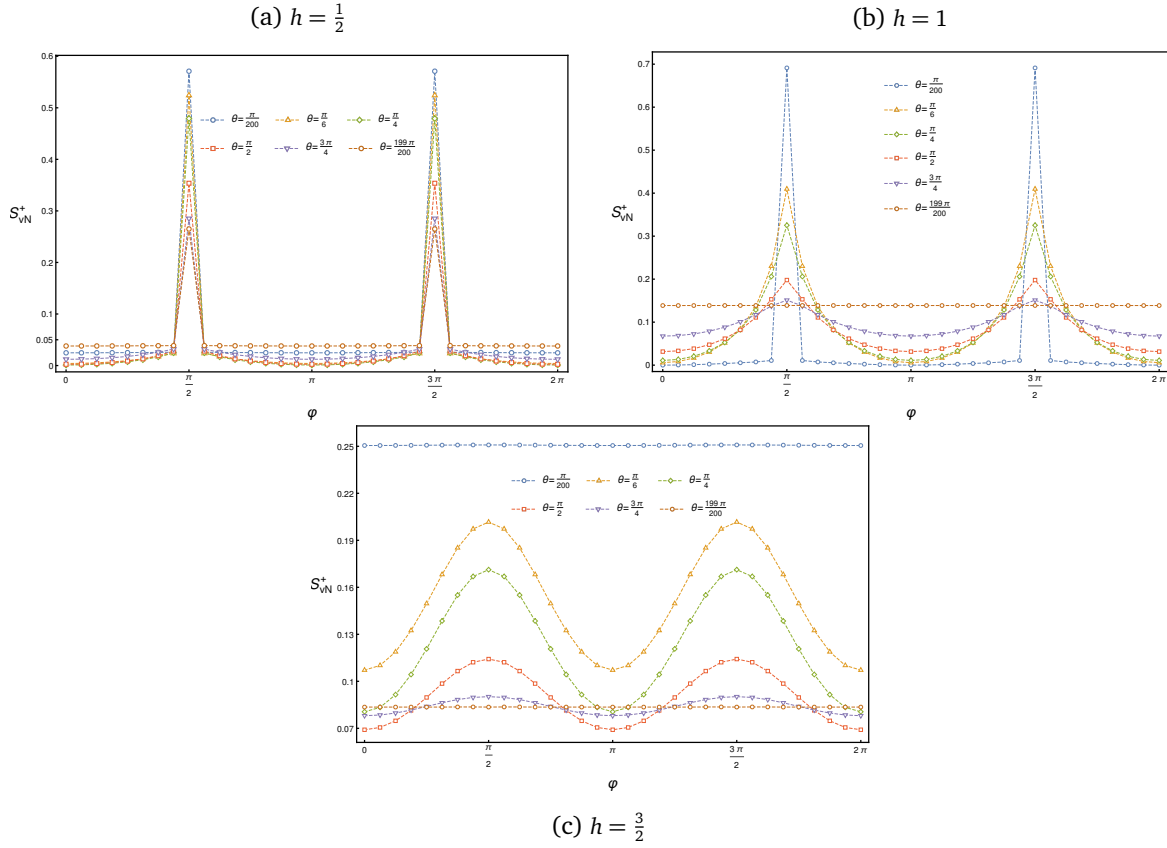 (a) h = 1/2
(b) h = 1
0.6
0.5
0.4
0.3
0.2
0.1
0.05
0
S⁺vN
θ=π/200 θ=π/6 θ=π/4
θ=π/2 θ=3π/4 θ=199π/200
0 π/2 π 3π/2 2π
φ
0.7
0.6
0.5
0.4
0.3
0.2
0.1
0
S⁺vN
θ=π/200
θ=π/6
θ=π/4
θ=π/2
θ=3π/4
θ=199π/200
0 π/2 π 3π/2 2π
φ
0.25
0.22
0.19
0.16
0.13
0.1
0.07
S⁺vN
θ=π/200 θ=π/6 θ=π/4
θ=π/2 θ=3π/4 θ=199π/200
0 π/2 π 3π/2 2π
φ
(c) h = 3/2